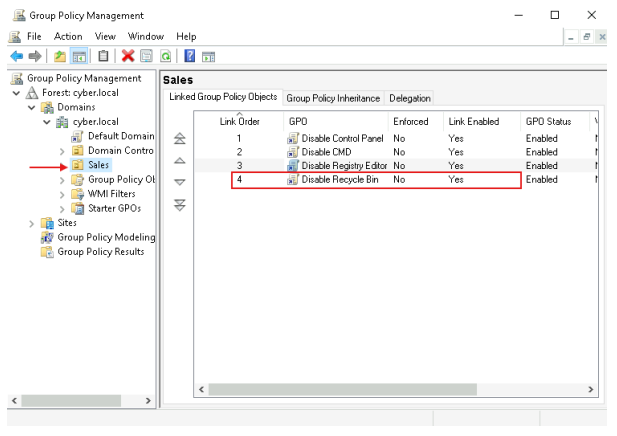 Group Policy Management
File Action View Window Help
Group Policy Management
Forest: cyber.local
Domains
cyber.local
Default Domain
Domain Contro
Sales
Group Policy Ob
WMI Filters
Starter GPOs
Sites
Group Policy Modeling
Group Policy Results
Sales
Linked Group Policy Objects Group Policy Inheritance Delegation
Link Order GPO Enforced Link Enabled GPO Status
1 Disable Control Panel No Yes Enabled
2 Disable CMD No Yes Enabled
3 Disable Registry Editor No Yes Enabled
4 Disable Recycle Bin No Yes Enabled